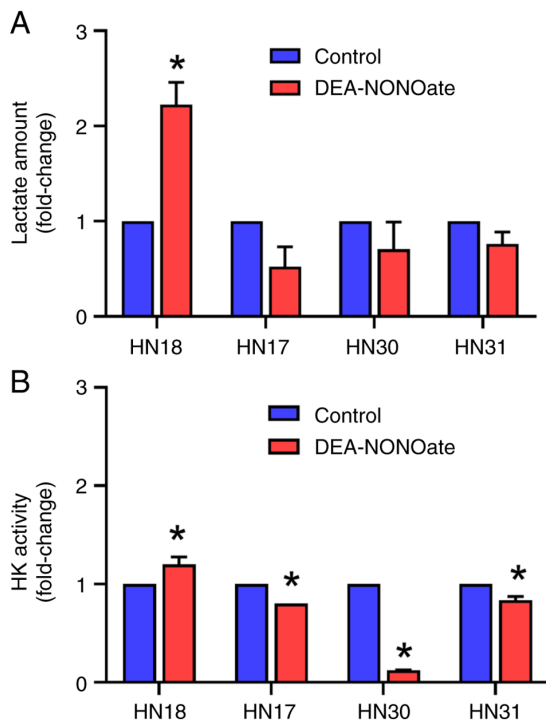 A
Lactate amount
(fold-change)
3
2
1
0
Control
DEA-NONOate
*
HN18
HN17
HN30
HN31
B
HK activity
(fold-change)
3
2
1
0
Control
DEA-NONOate
*
*
*
*
HN18
HN17
HN30
HN31